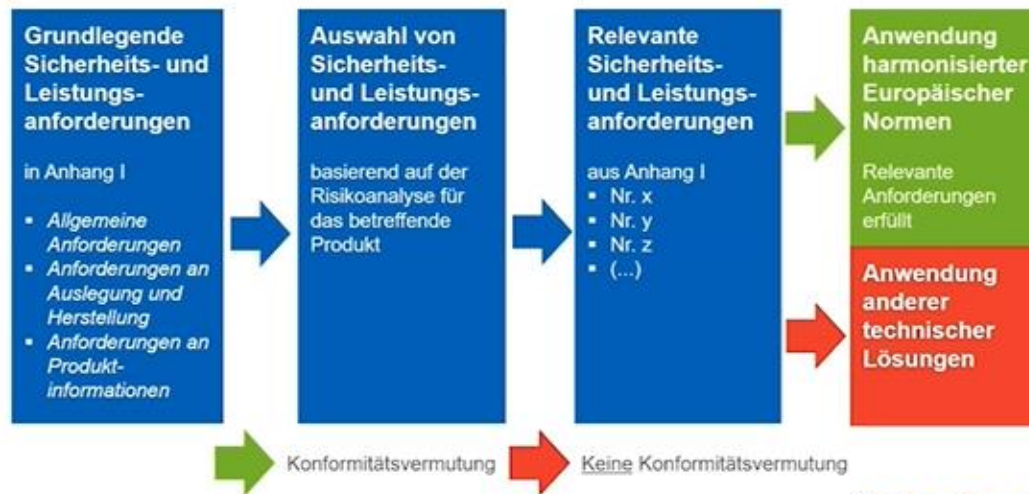 Grundlegende
Sicherheits- und
Leistungs-
anforderungen
in Anhang I
▪ Allgemeine
Anforderungen
▪ Anforderungen an
Auslegung und
Herstellung
▪ Anforderungen an
Produkt-
informationen
Auswahl von
Sicherheits-
und Leistungs-
anforderungen
basierend auf der
Risikoanalyse für
das betreffende
Produkt
Relevante
Sicherheits-
und Leistungs-
anforderungen
aus Anhang I
▪ Nr. x
▪ Nr. y
▪ Nr. z
▪ (...)
Anwendung
harmonisierter
Europäischer
Normen
Relevante
Anforderungen
erfüllt
Anwendung
anderer
technischer
Lösungen
Konformitätsvermutung
Keine Konformitätsvermutung